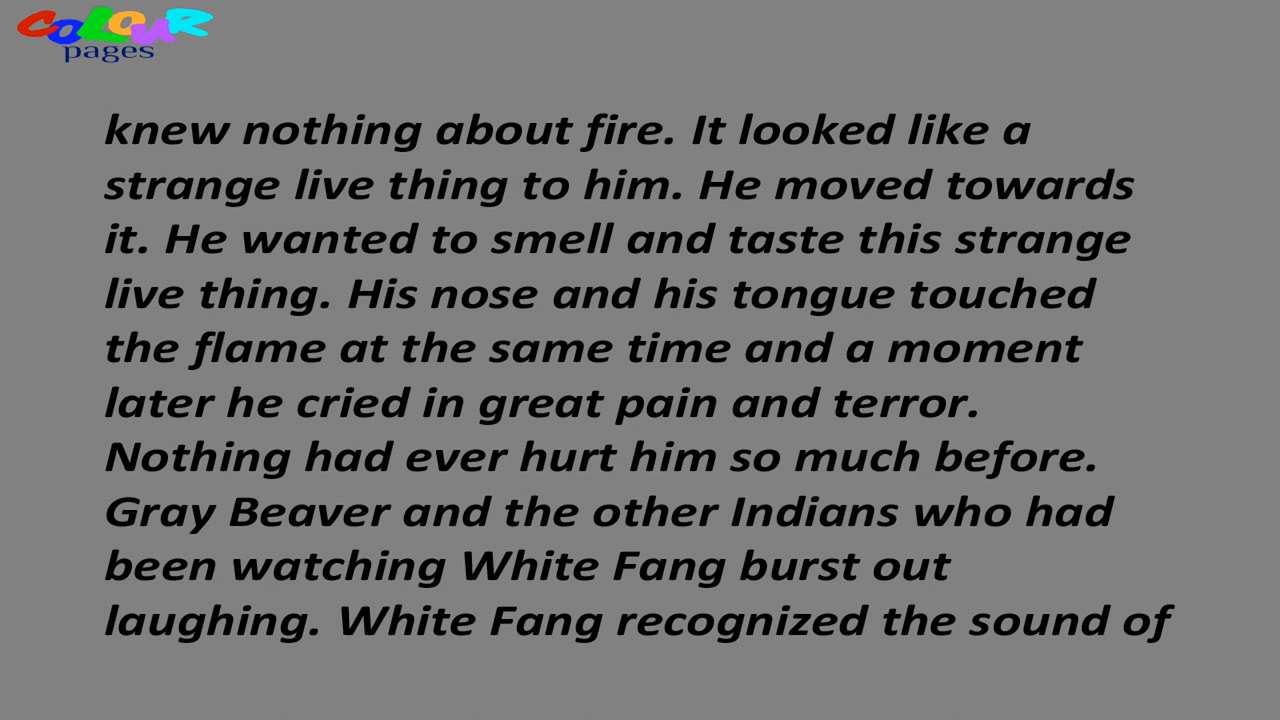 COLOUR
pages
knew nothing about fire. It looked like a
strange live thing to him. He moved towards
it. He wanted to smell and taste this strange
live thing. His nose and his tongue touched
the flame at the same time and a moment
later he cried in great pain and terror.
Nothing had ever hurt him so much before.
Gray Beaver and the other Indians who had
been watching White Fang burst out
laughing. White Fang recognized the sound of